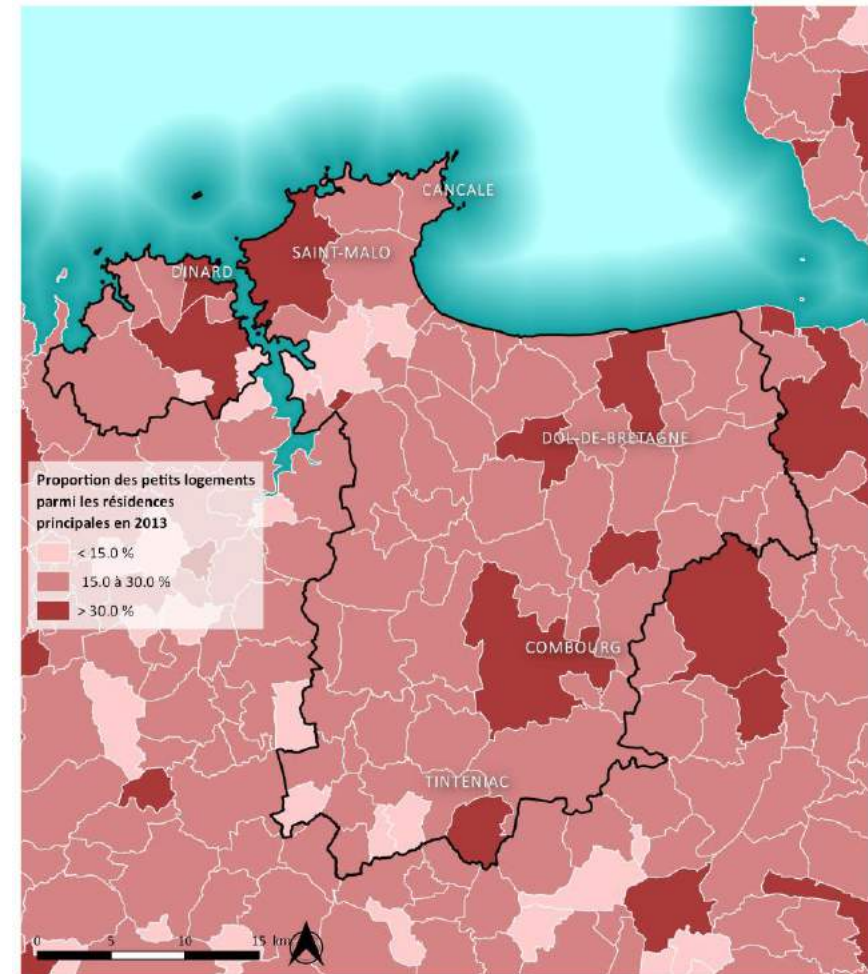 CANCALE
SAINT-MALO
DINARD
DOL-DE-BRETAGNE
Proportion des petits logements
parmi les résidences
principales en 2013
< 15.0 %
15.0 à 30.0 %
> 30.0 %
COMBOURG
TINTENIAC
0 5 10 15 km